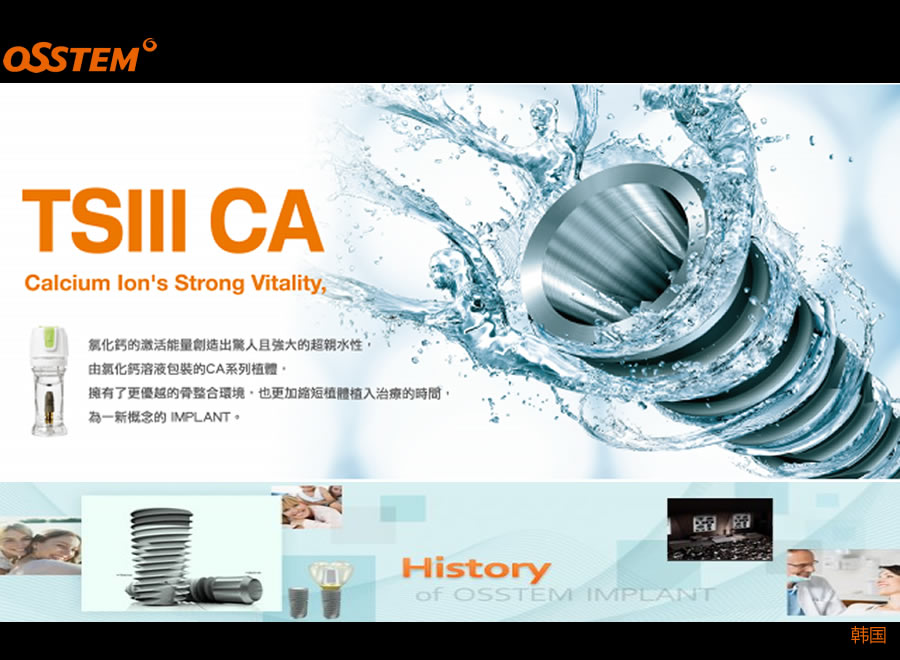 OSSTEM
TSIII CA
Calcium Ion's Strong Vitality,
氯化鈣的激活能量創造出驚人且強大的超親水性，
由氯化鈣溶液包裝的CA系列植體。
擁有了更優越的骨整合環境，也更加縮短植體植入治療的時間，
為一新概念的 IMPLANT。
History
of OSSTEM IMPLANT
韩国